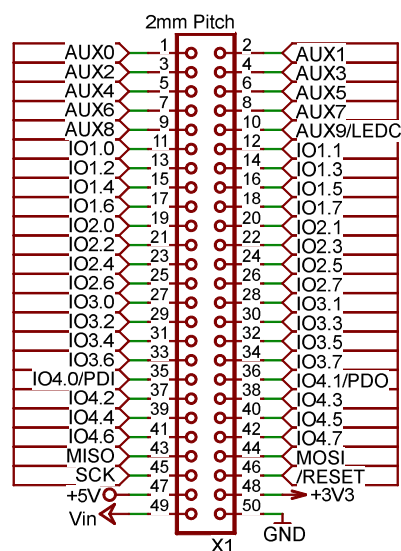 2mm Pitch
AUX0 1 2 AUX1
AUX2 3 4 AUX3
AUX4 5 6 AUX5
AUX6 7 8 AUX7
AUX8 9 10 AUX9/LEDC
IO1.0 11 12 IO1.1
IO1.2 13 14 IO1.3
IO1.4 15 16 IO1.5
IO1.6 17 18 IO1.7
IO2.0 19 20 IO2.1
IO2.2 21 22 IO2.3
IO2.4 23 24 IO2.5
IO2.6 25 26 IO2.7
IO3.0 27 28 IO3.1
IO3.2 29 30 IO3.3
IO3.4 31 32 IO3.5
IO3.6 33 34 IO3.7
IO4.0/PDI 35 36 IO4.1/PDO
IO4.2 37 38 IO4.3
IO4.4 39 40 IO4.5
IO4.6 41 42 IO4.7
MISO 43 44 MOSI
SCK 45 46 /RESET
+5V 47 48 +3V3
Vin 49 50 GND
X1